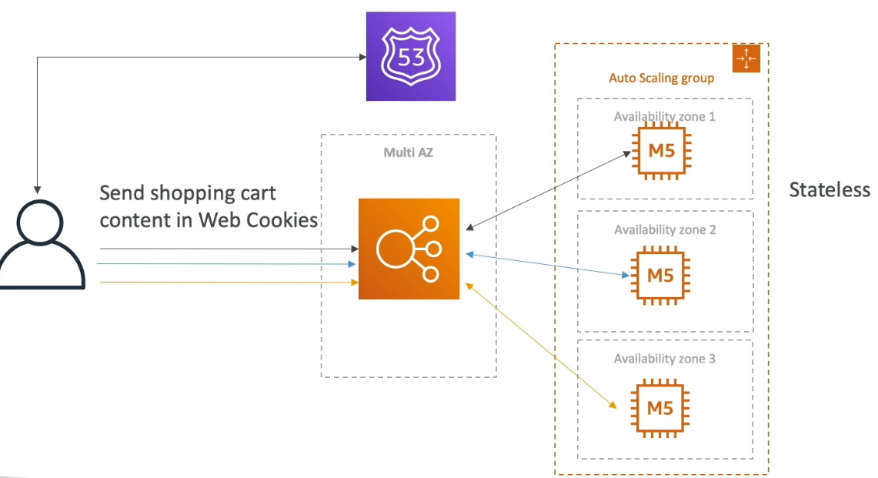 53
Auto Scaling group
Availability zone 1
M5
Multi AZ
Send shopping cart
content in Web Cookies
Stateless
Availability zone 2
M5
Availability zone 3
M5